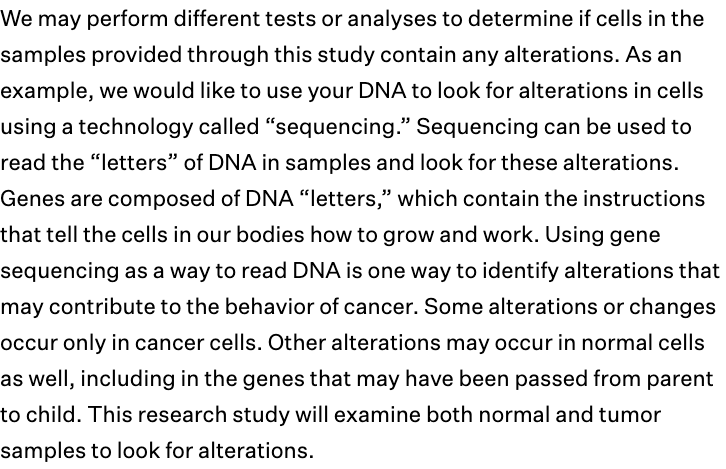 We may perform different tests or analyses to determine if cells in the
samples provided through this study contain any alterations. As an
example, we would like to use your DNA to look for alterations in cells
using a technology called “sequencing.” Sequencing can be used to
read the “letters” of DNA in samples and look for these alterations.
Genes are composed of DNA “letters,” which contain the instructions
that tell the cells in our bodies how to grow and work. Using gene
sequencing as a way to read DNA is one way to identify alterations that
may contribute to the behavior of cancer. Some alterations or changes
occur only in cancer cells. Other alterations may occur in normal cells
as well, including in the genes that may have been passed from parent
to child. This research study will examine both normal and tumor
samples to look for alterations.